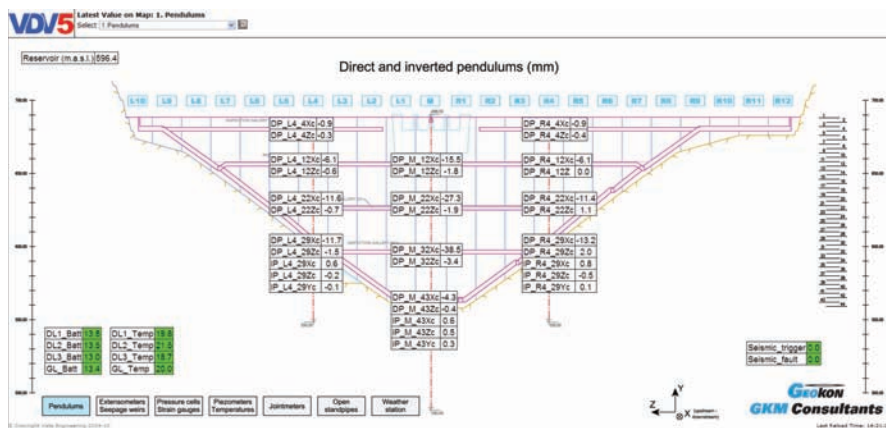 VDV5
Latest Value on Map: 1. Pendulums
Select: 1 Pendulums
Reservoir (m.a.s.l.) 596.4
Direct and inverted pendulums (mm)
L10 L9 L8 L7 L6 L5 L4 L3 L2 L1 M R1 R2 R3 R4 R5 R6 R7 R8 R9 R10 R11 R12
DP_L4_4Xc -0.9
DP_L4_4Zc -0.3
DP_R4_4Xc -0.9
DP_R4_4Zc -0.4
DP_L4_12Xc -6.1
DP_L4_12Zc -0.6
DP_M_12Xc -15.5
DP_M_12Zc -1.8
DP_R4_12Xc -6.1
DP_R4_12Z 0.0
DP_L4_22Xc -11.6
DP_L4_22Zc -0.7
DP_M_22Xc -27.3
DP_M_22Zc -1.9
DP_R4_22Xc -11.4
DP_R4_22Zc 1.1
DP_L4_29Xc -11.7
DP_L4_29Zc -1.5
IP_L4_29Xc 0.6
IP_L4_29Zc -0.2
IP_L4_29Yc -0.1
DP_M_32Xc -38.5
DP_M_32Zc -3.4
DP_R4_29Xc -13.2
DP_R4_29Zc 2.0
IP_R4_29Xc 0.8
IP_R4_29Zc -0.5
IP_R4_29Yc 0.1
DP_M_43Xc -4.3
DP_M_43Zc -0.4
IP_M_43Xc 0.6
IP_M_43Zc 0.5
IP_M_43Yc 0.3
DL1_Batt 13.5 DL1_Temp
DL2_Batt 13.5 DL2_Temp 21.5
DL3_Batt 13.0 DL3_Temp 18.7
GL_Batt 13.4 GL_Temp 20.0
Seismic_trigger 0.0
Seismic_fault 0.0
Pendulums
Extensometers
Seepage weirs
Pressure cells
Strain gauges
Piezometers
Temperatures
Jointmeters
Open
standpipes
Weather
station
Y
Z
X
GEOKON
GKM Consultants